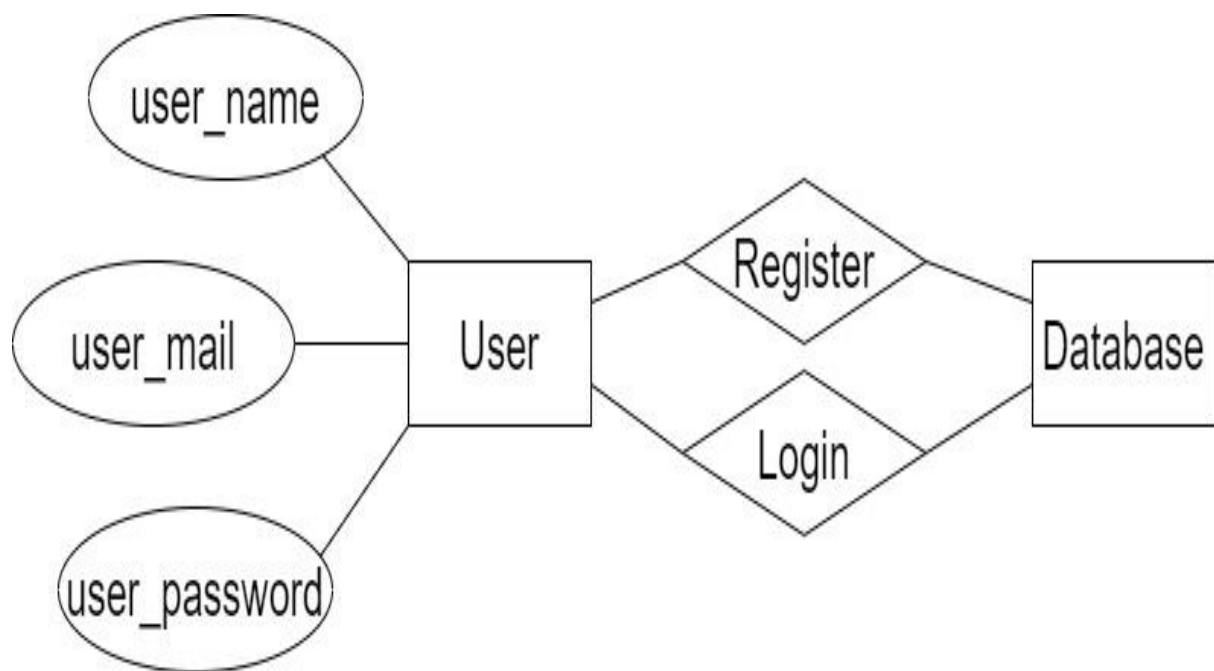 user_name
Register
user_mail
User
Database
Login
user_password